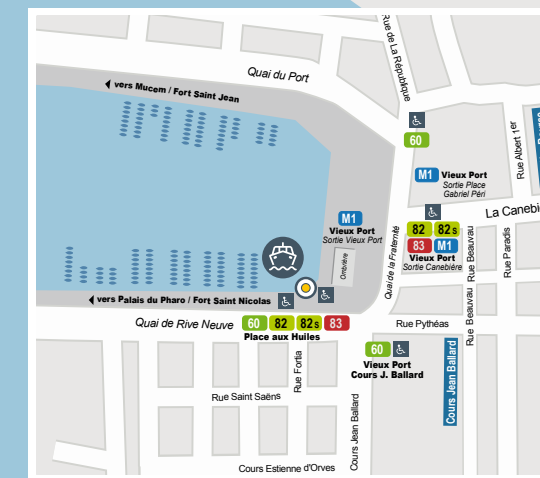 Rue de La République
Quai du Port
vers Mucem / Fort Saint Jean
60
Rue Albert 1er
M1 Vieux Port
Sortie Place
Gabriel Péri
La Canebi
M1
Vieux Port
Sortie Vieux Port
82 82s
83 M1
Vieux Port
Sortie Canebière
Quai de la Fraternité
Rue Beauvau
Rue Paradis
Ombrière
vers Palais du Pharo / Fort Saint Nicolas
Quai de Rive Neuve
60 82 82s 83
Place aux Huiles
Rue Pythéas
Rue Beauvau
60
Vieux Port
Cours J. Ballard
Rue Fortia
Rue Saint Saëns
Cours Jean Ballard
Cours Jean Ballard
Cours Estienne d'Orves